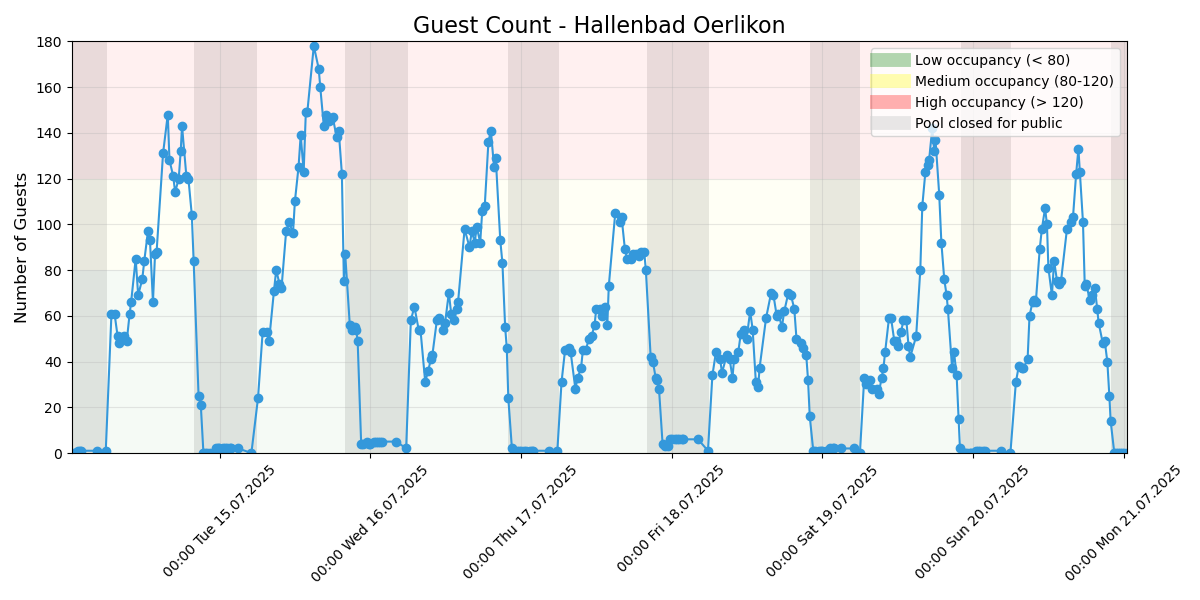 Guest Count - Hallenbad Oerlikon
Low occupancy (< 80)
Medium occupancy (80-120)
High occupancy (> 120)
Pool closed for public
Number of Guests
180
160
140
120
100
80
60
40
20
0
00:00 Tue 15.07.2025
00:00 Wed 16.07.2025
00:00 Thu 17.07.2025
00:00 Fri 18.07.2025
00:00 Sat 19.07.2025
00:00 Sun 20.07.2025
00:00 Mon 21.07.2025